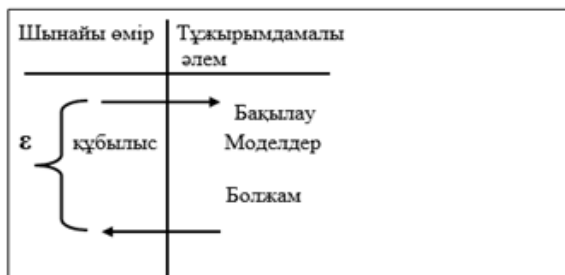 Шынайы өмір
Тұжырымдамалы
әлем
Бақылау
ε құбылыс
Моделдер
Болжам